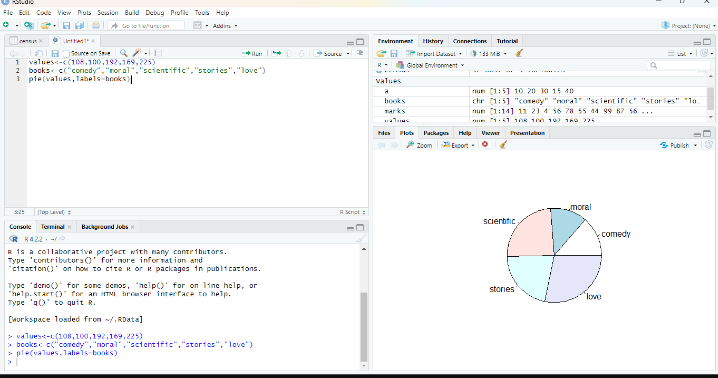 RStudio
File Edit Code View Plots Session Build Debug Profile Tools Help
Go to file/function Addins Project: (None)
census Untitled1*
Source on Save Run Source
1 values<-c(108,100,192,169,225)
2 books<-c("comedy","moral","scientific","stories","love")
3 pie(values,labels=books)
3:25 (Top Level) R Script
Console Terminal Background Jobs
R 4.2.2 · ~/
R is a collaborative project with many contributors.
Type 'contributors()' for more information and
'citation()' on how to cite R or R packages in publications.
Type 'demo()' for some demos, 'help()' for on-line help, or
'help.start()' for an HTML browser interface to help.
Type 'q()' to quit R.
[Workspace loaded from ~/.RData]
> values<-c(108,100,192,169,225)
> books<-c("comedy","moral","scientific","stories","love")
> pie(values,labels=books)
>
Environment History Connections Tutorial
Import Dataset 138 MiB List
R Global Environment
values
a num [1:5] 10 20 30 15 40
books chr [1:5] "comedy" "moral" "scientific" "stories" "lo…
marks num [1:14] 11 23 4 56 78 55 44 99 87 56 ...
values num [1:5] 108 100 192 169 225
Files Plots Packages Help Viewer Presentation
Zoom Export Publish
moral
scientific
comedy
stories
love